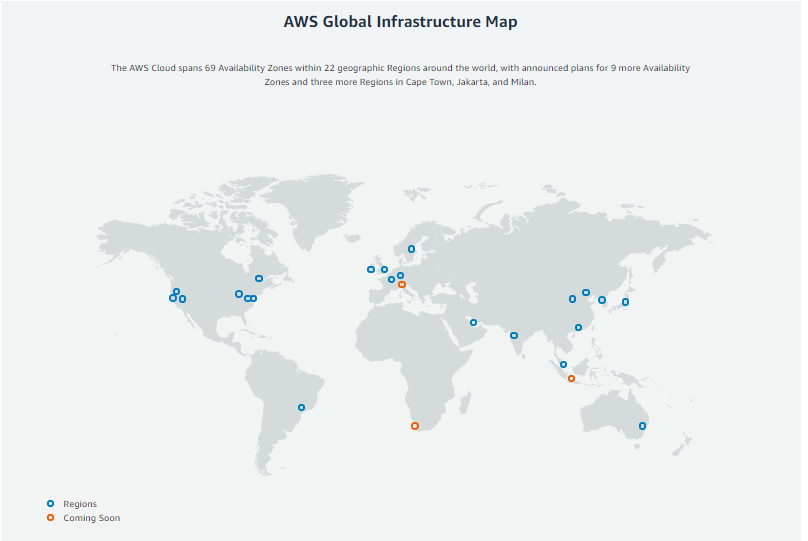 AWS Global Infrastructure Map
The AWS Cloud spans 69 Availability Zones within 22 geographic Regions around the world, with announced plans for 9 more Availability
Zones and three more Regions in Cape Town, Jakarta, and Milan.
Regions
Coming Soon